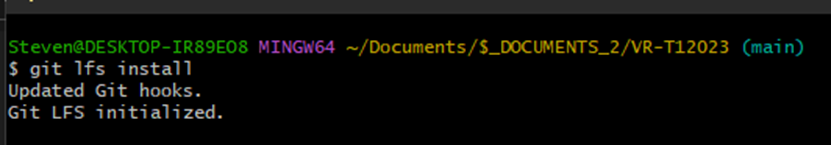 Steven@DESKTOP-IR89EO8 MINGW64 ~/Documents/$_DOCUMENTS_2/VR-T12023 (main)
$ git lfs install
Updated Git hooks.
Git LFS initialized.